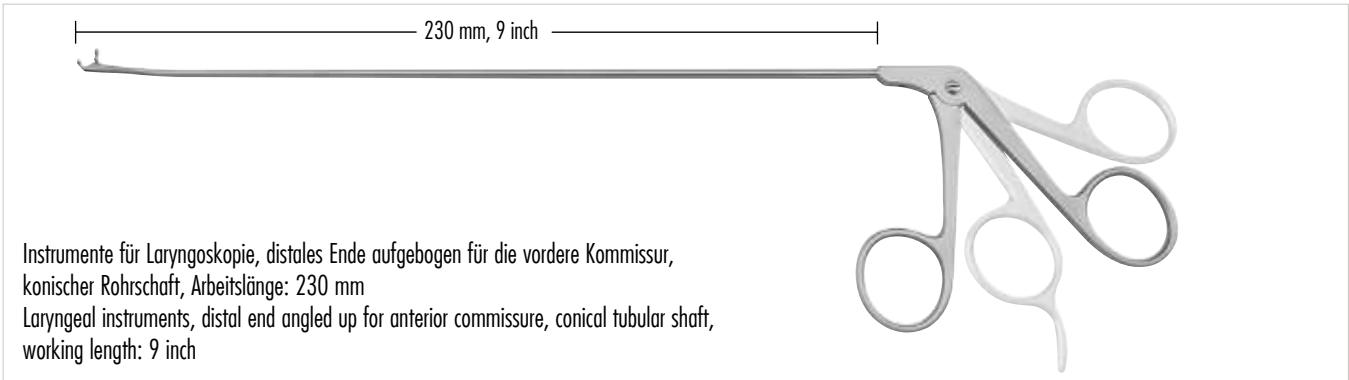 230 mm, 9 inch
Instrumente für Laryngoskopie, distales Ende aufgebogen für die vordere Kommissur,
konischer Rohrschaft, Arbeitslänge: 230 mm
Laryngeal instruments, distal end angled up for anterior commissure, conical tubular shaft,
working length: 9 inch